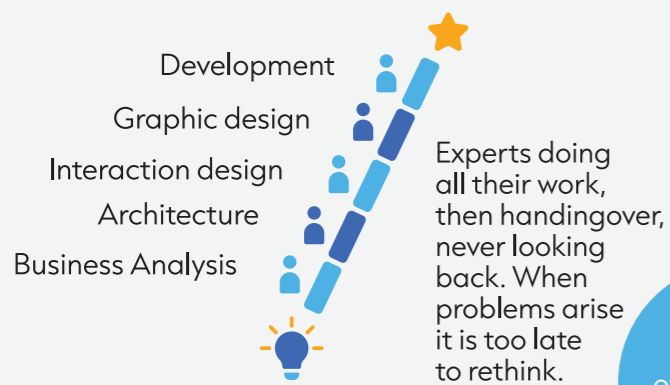 Development
Graphic design
Interaction design
Architecture
Business Analysis
Experts doing
all their work,
then handingover,
never looking
back. When
problems arise
it is too late
to rethink.